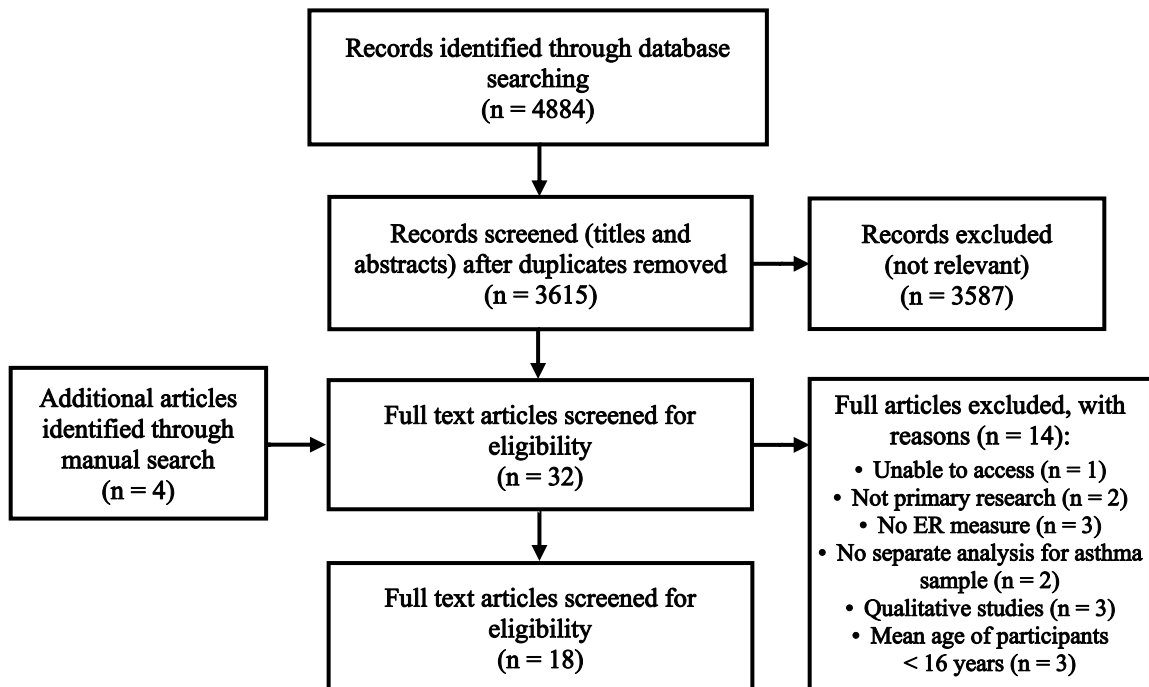 Records identified through database
searching
(n = 4884)
Records screened (titles and
abstracts) after duplicates removed
(n = 3615)
Records excluded
(not relevant)
(n = 3587)
Additional articles
identified through
manual search
(n = 4)
Full text articles screened for
eligibility
(n = 32)
Full articles excluded, with
reasons (n = 14):
• Unable to access (n = 1)
• Not primary research (n = 2)
• No ER measure (n = 3)
• No separate analysis for asthma
sample (n = 2)
• Qualitative studies (n = 3)
• Mean age of participants
< 16 years (n = 3)
Full text articles screened for
eligibility
(n = 18)